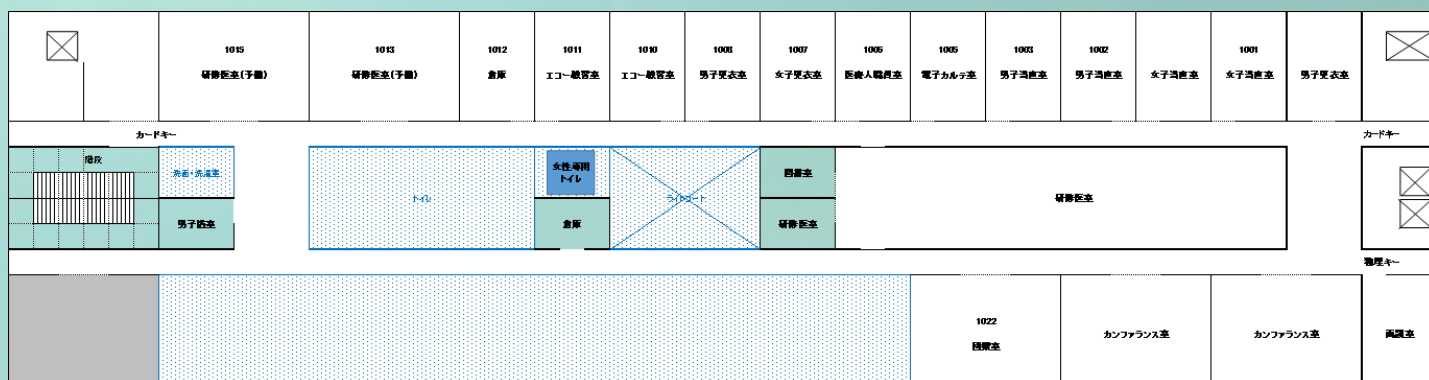 1015
研修医室(予備)
1013
研修医室(予備)
1012
倉庫
1011
エコー練習室
1010
エコー練習室
1008
男子更衣室
1007
女子更衣室
1006
医療人職員室
1005
電子カルテ室
1003
男子当直室
1002
男子当直室
女子当直室
1001
女子当直室
男子更衣室
カードキー
カードキー
階段
洗面・洗濯室
男子浴室
トイレ
女性専用
トイレ
倉庫
ライトコート
図書室
研修医室
研修医室
物理キー
1022
図書室
カンファランス室
カンファランス室
面談室